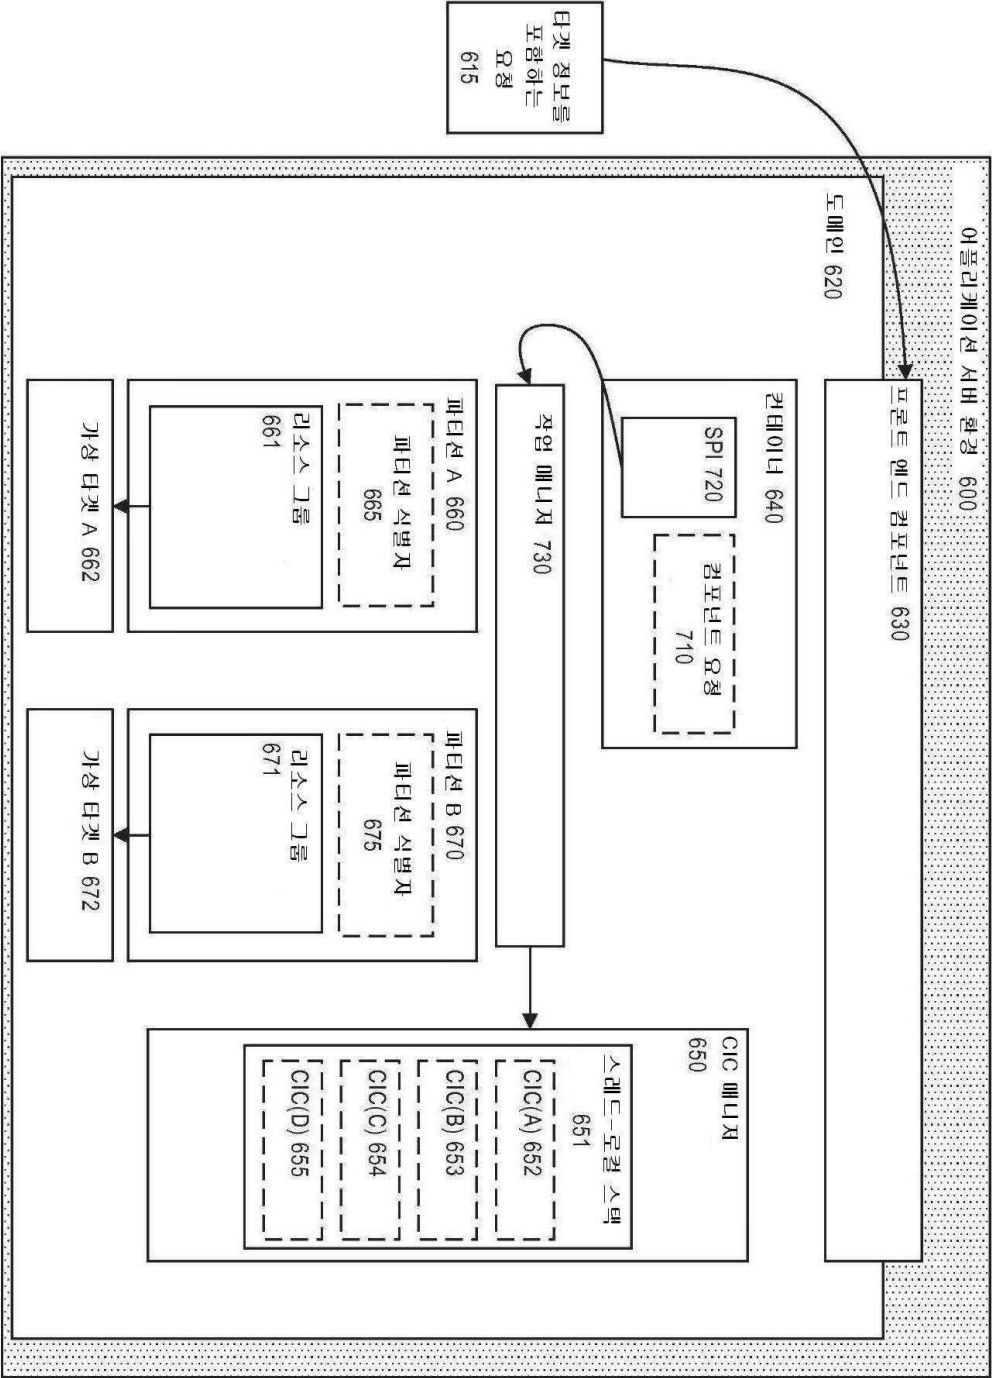 타겟 정보를
포함하는
요청
615
어플리케이션 서버 환경 600
도메인 620
프론트 엔드 컴포넌트 630
컨테이너 640
SPI 720
컴포넌트 요청
710
작업 매니저 730
파티션 A 660
파티션 식별자
665
리소스 그룹
661
가상 타겟 A 662
파티션 B 670
파티션 식별자
675
리소스 그룹
671
가상 타겟 B 672
CIC 매니저
650
스레드-로컬 스택
651
CIC(A) 652
CIC(B) 653
CIC(C) 654
CIC(D) 655